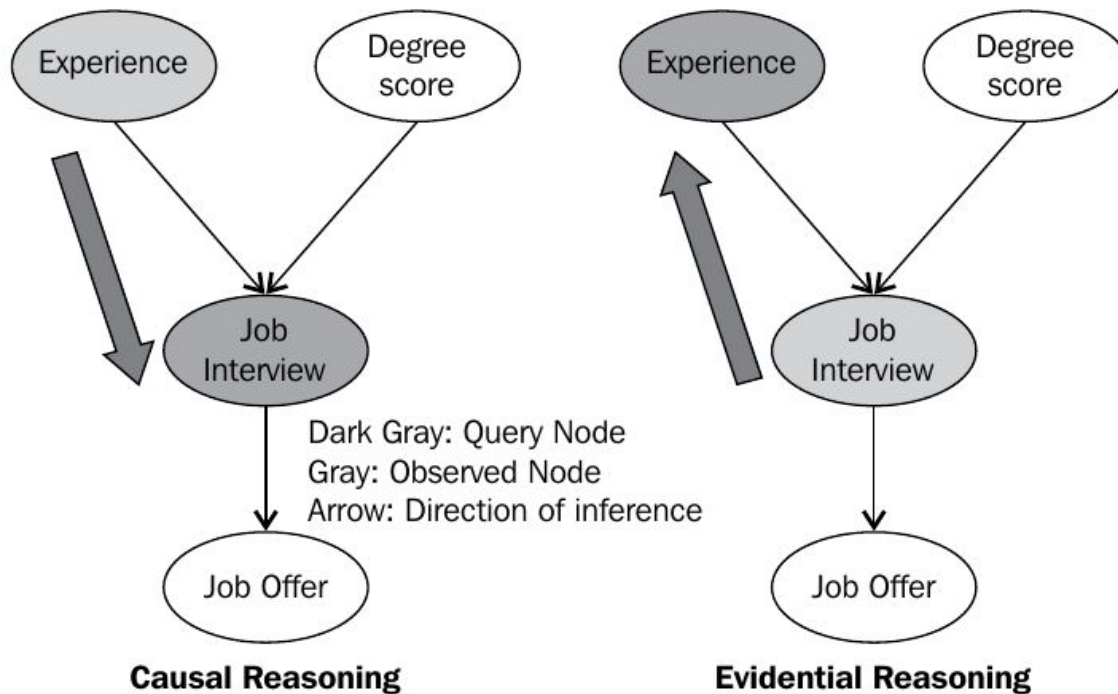 Experience
Degree
score
Job
Interview
Dark Gray: Query Node
Gray: Observed Node
Arrow: Direction of inference
Job Offer
Causal Reasoning
Experience
Degree
score
Job
Interview
Job Offer
Evidential Reasoning